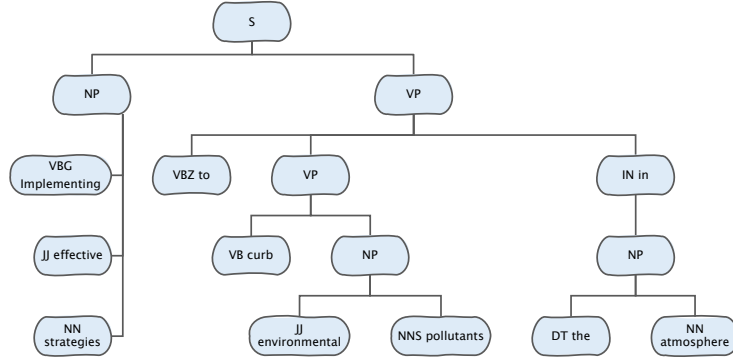 S
NP
VP
VBG
Implementing
VBZ to
VP
IN in
JJ effective
VB curb
NP
NP
NN
strategies
JJ
environmental
NNS pollutants
DT the
NN
atmosphere